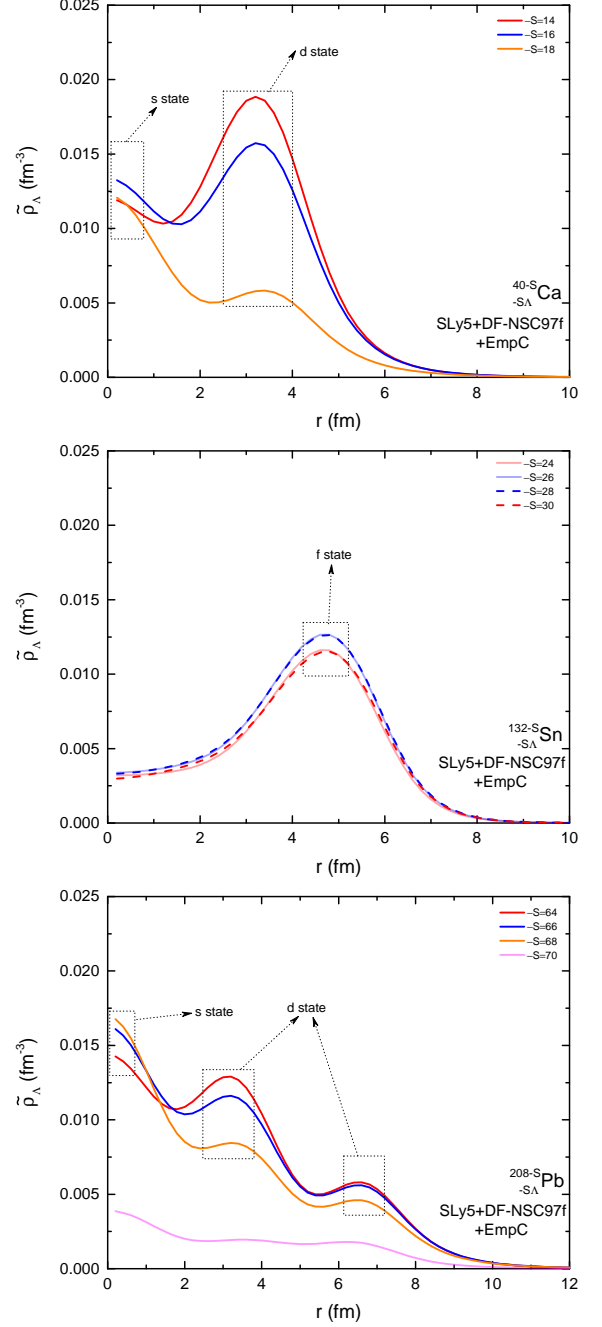 0.025
0.020
0.015
0.010
0.005
0.000
ρ̃_Λ (fm⁻³)
s state
d state
–S=14
–S=16
–S=18
⁴⁰⁻ˢ₋SΛCa
SLy5+DF-NSC97f
+EmpC
0 2 4 6 8 10
r (fm)
0.025
0.020
0.015
0.010
0.005
0.000
ρ̃_Λ (fm⁻³)
f state
–S=24
–S=26
–S=28
–S=30
¹³²⁻ˢ₋SΛSn
SLy5+DF-NSC97f
+EmpC
0 2 4 6 8 10
r (fm)
0.025
0.020
0.015
0.010
0.005
0.000
ρ̃_Λ (fm⁻³)
s state
d state
–S=64
–S=66
–S=68
–S=70
²⁰⁸⁻ˢ₋SΛPb
SLy5+DF-NSC97f
+EmpC
0 2 4 6 8 10 12
r (fm)